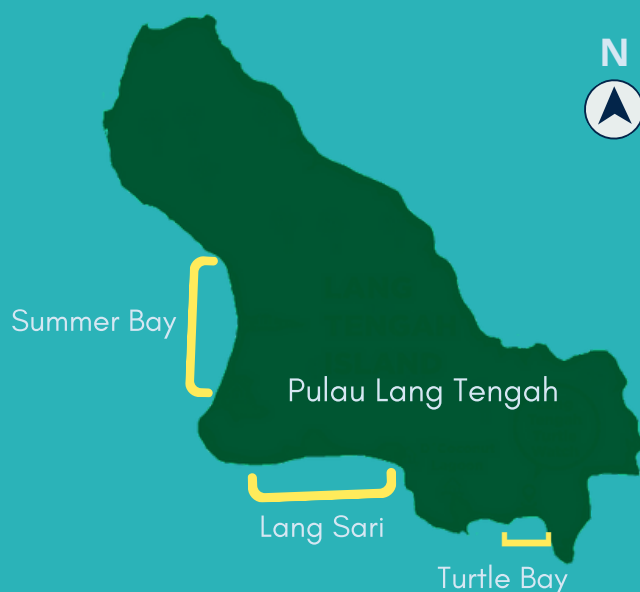 N
Summer Bay
Pulau Lang Tengah
Lang Sari
Turtle Bay